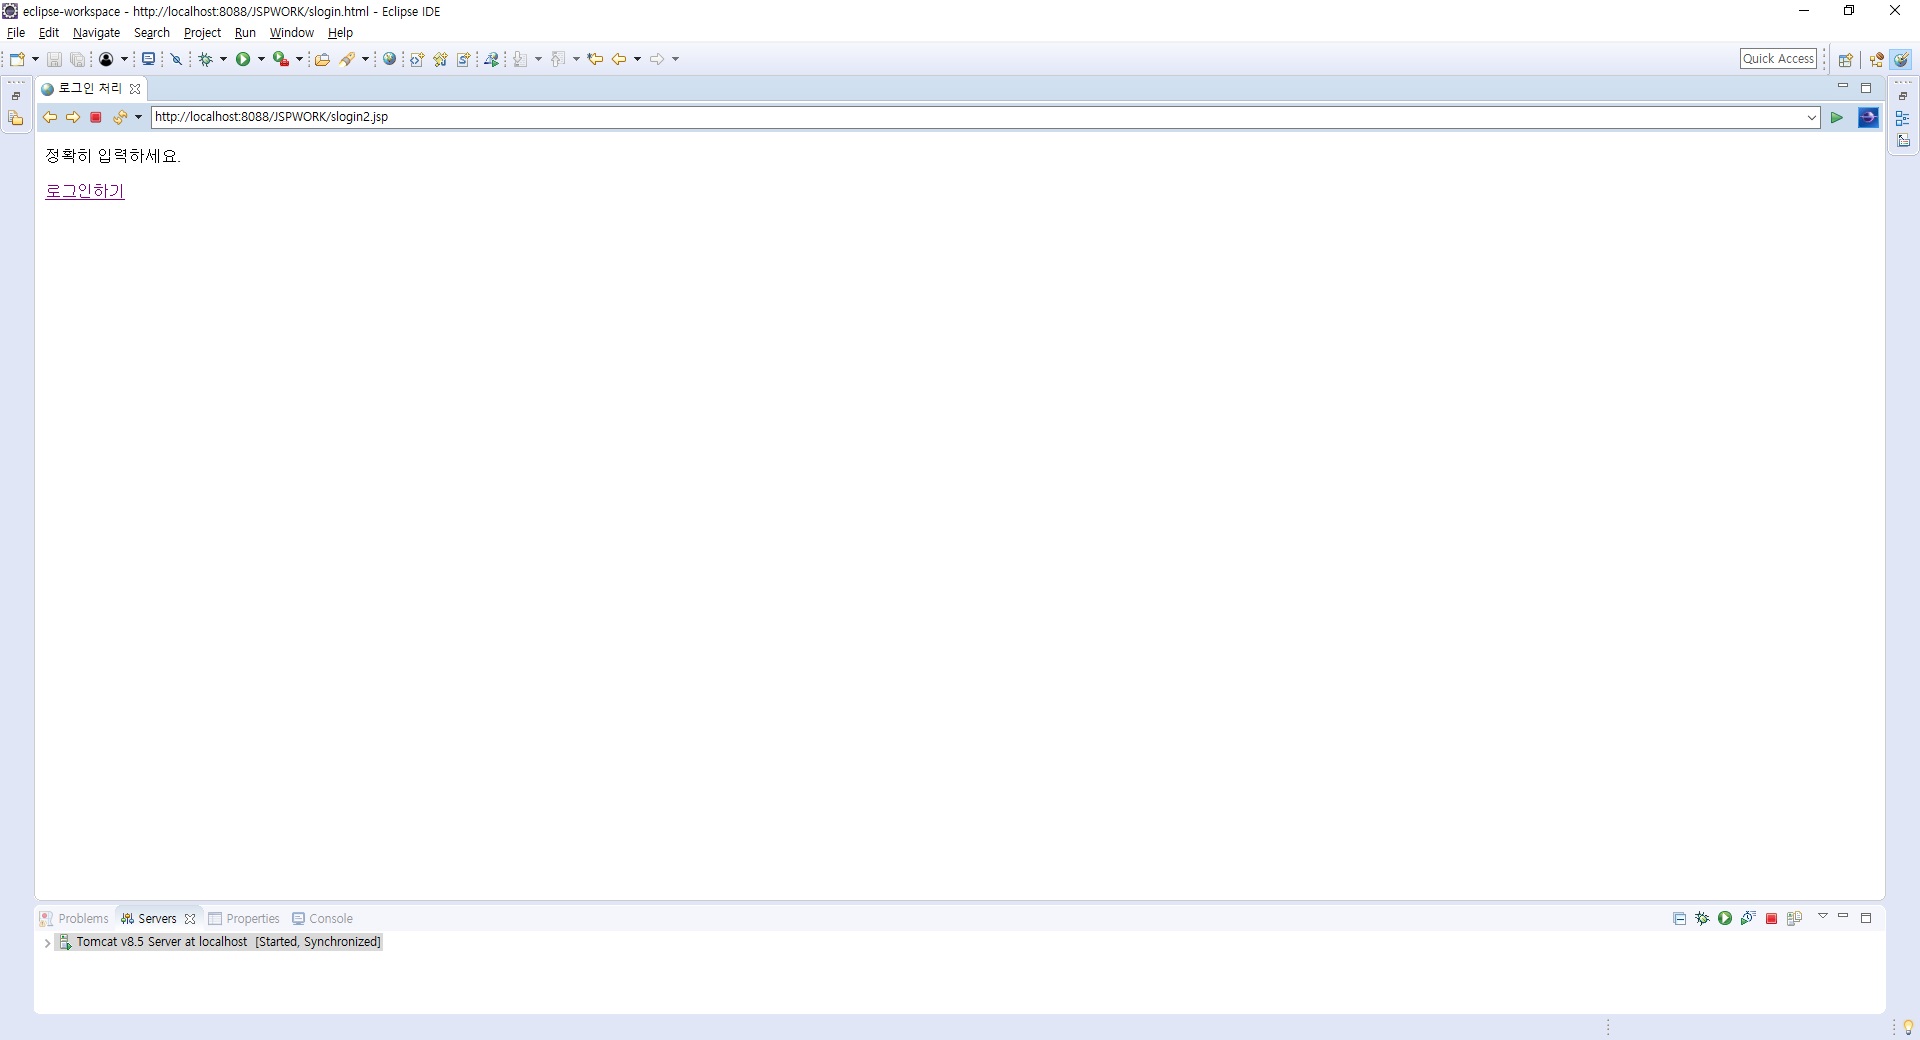 eclipse-workspace - http://localhost:8088/JSPWORK/slogin.html - Eclipse IDE
File Edit Navigate Search Project Run Window Help
Quick Access
로그인 처리
http://localhost:8088/JSPWORK/slogin2.jsp
정확히 입력하세요.
로그인하기
Problems Servers Properties Console
Tomcat v8.5 Server at localhost [Started, Synchronized]